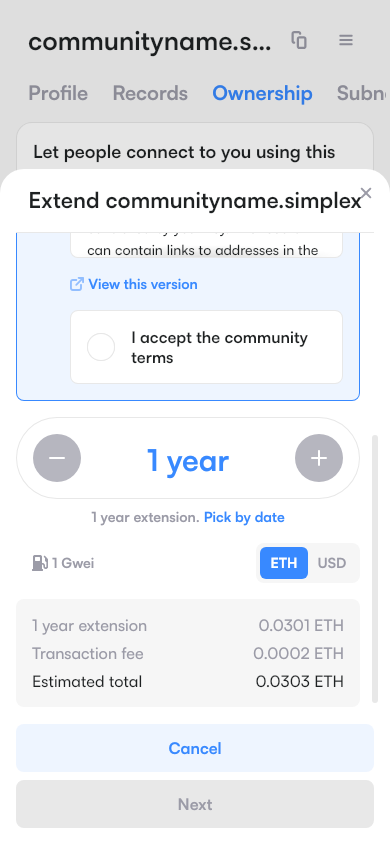 communityname.s...
Profile Records Ownership Subn
Let people connect to you using this
Extend communityname.simplex
can contain links to addresses in the
View this version
I accept the community
terms
1 year
1 year extension. Pick by date
1 Gwei ETH USD
1 year extension 0.0301 ETH
Transaction fee 0.0002 ETH
Estimated total 0.0303 ETH
Cancel
Next